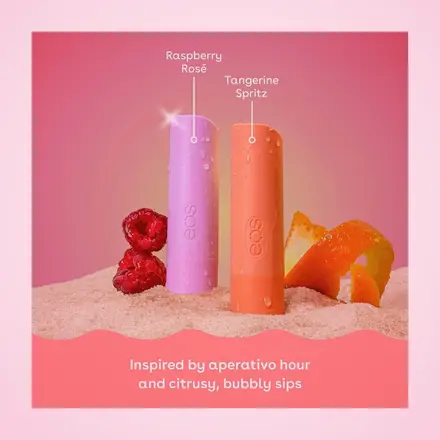 Raspberry
Rosé
Tangerine
Spritz
eos
eos
Inspired by aperativo hour
and citrusy, bubbly sips